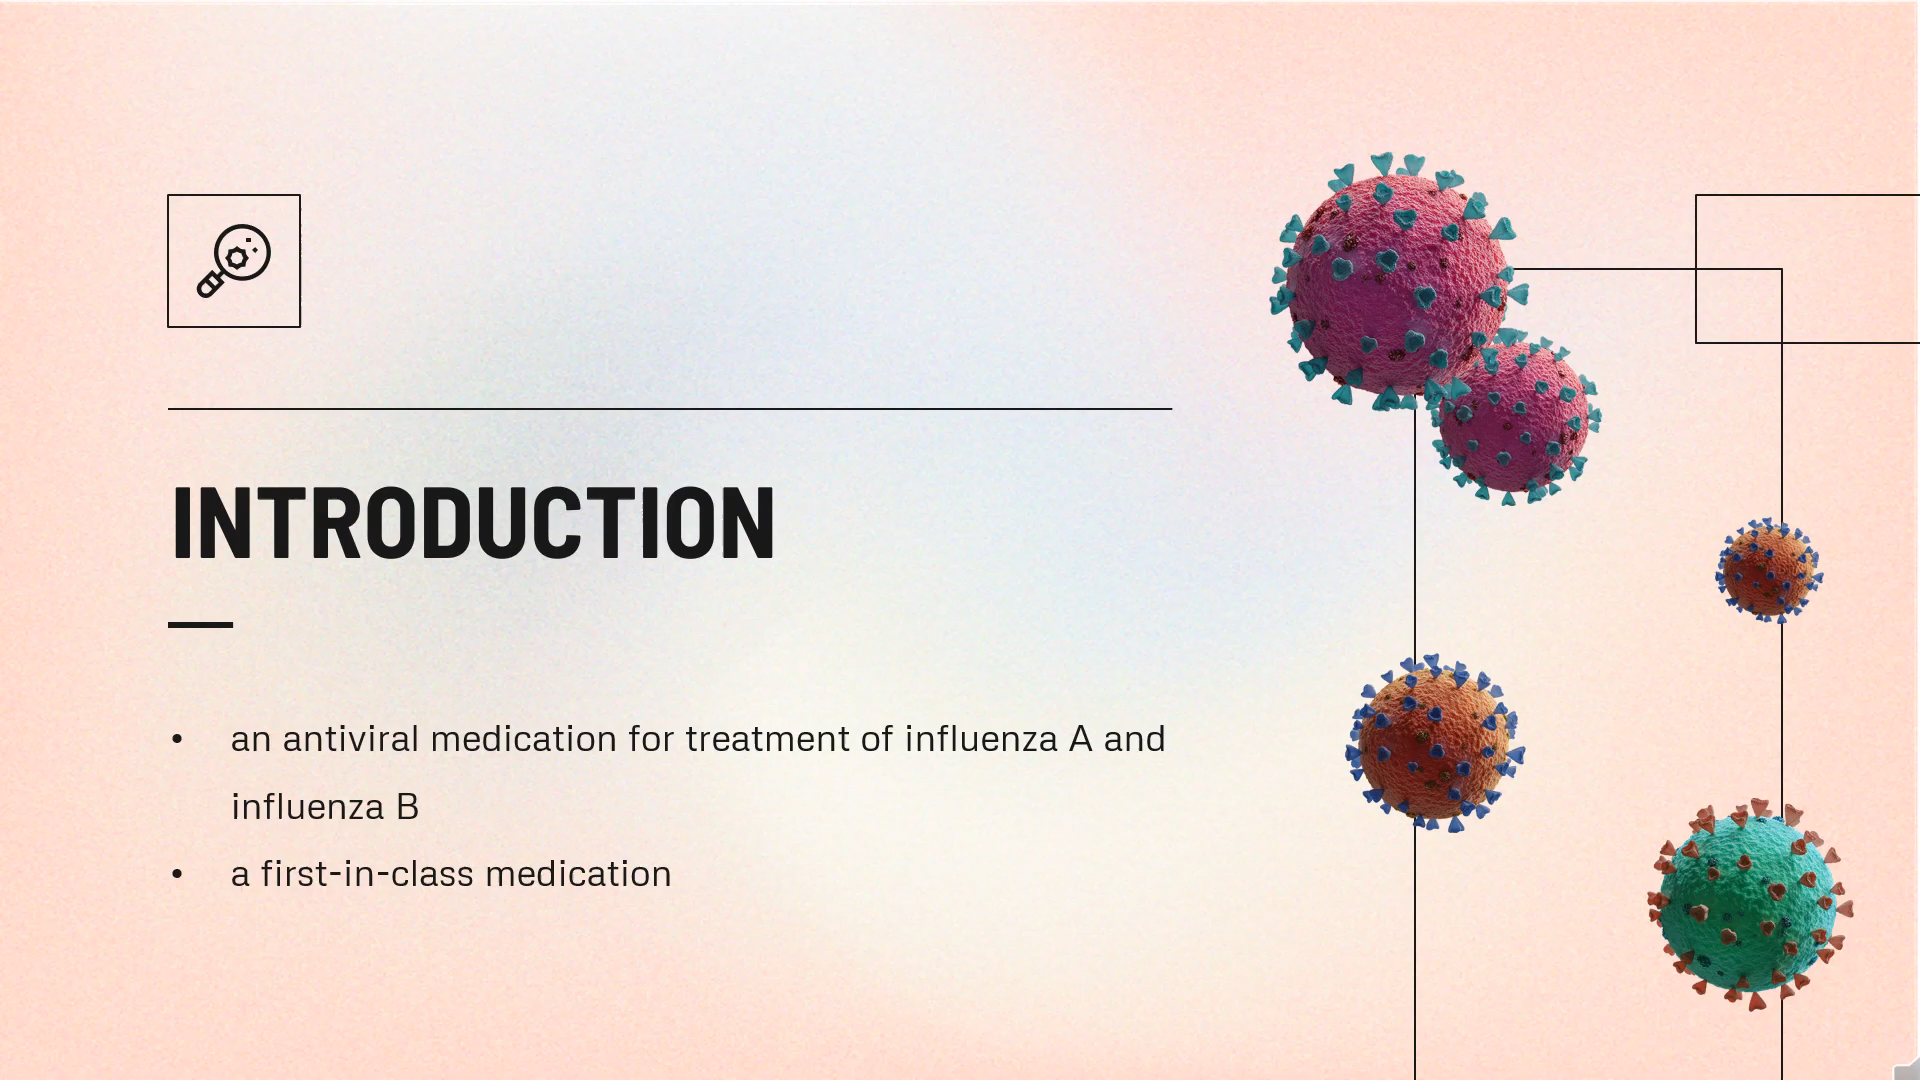 INTRODUCTION
• an antiviral medication for treatment of influenza A and
influenza B
• a first-in-class medication